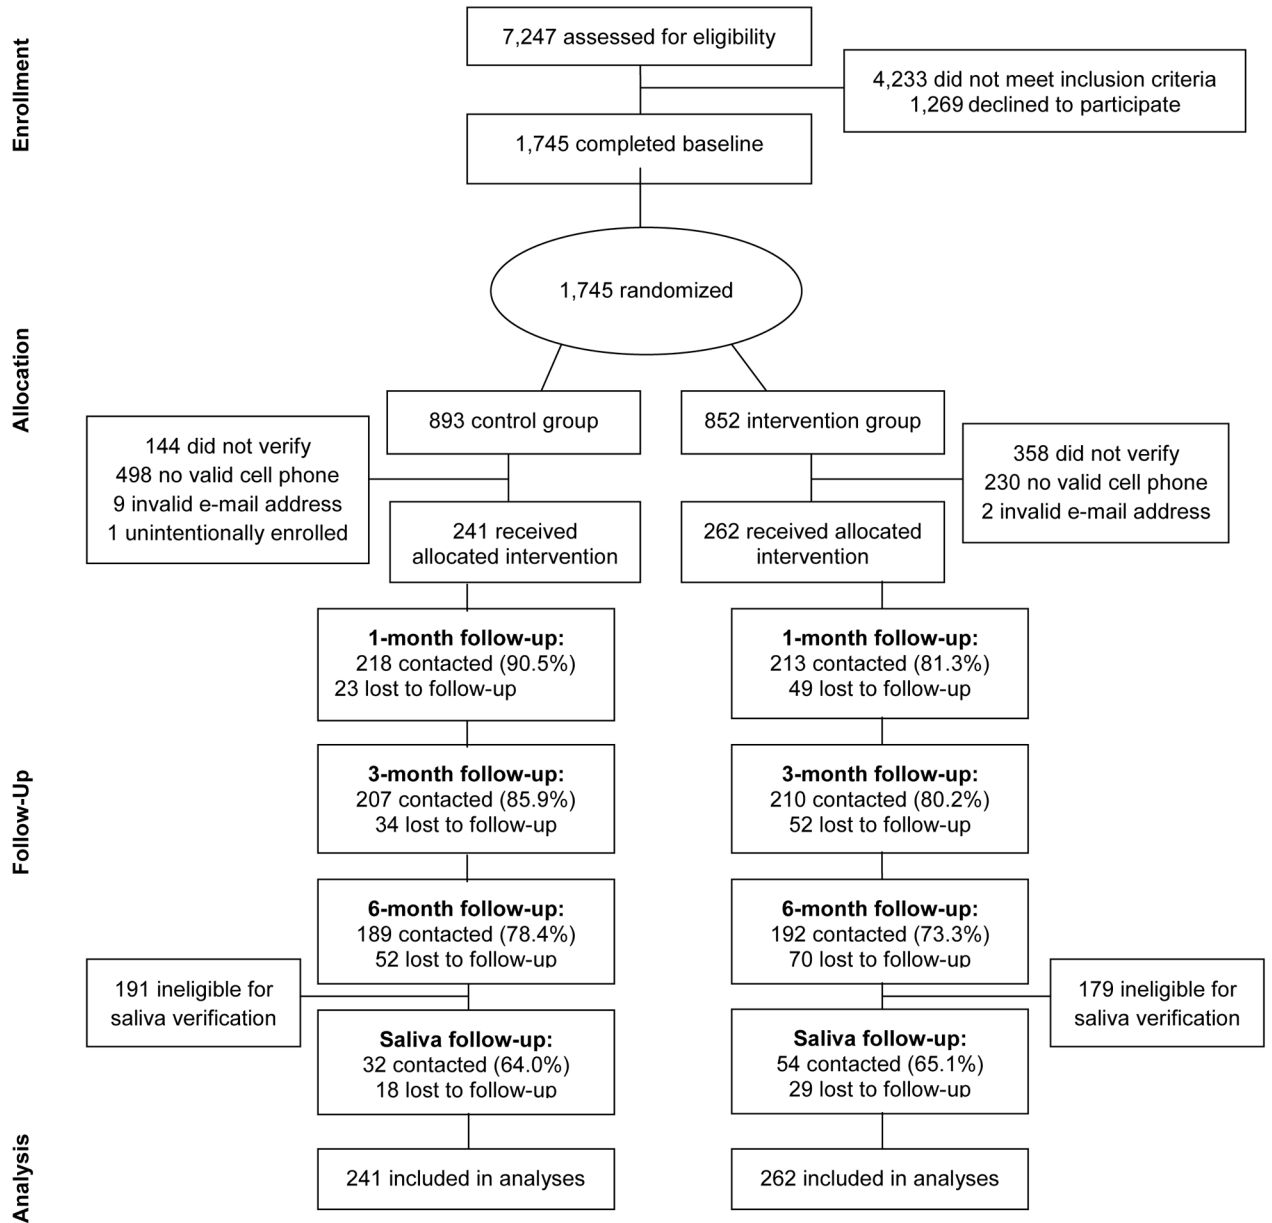 Enrollment
7,247 assessed for eligibility
4,233 did not meet inclusion criteria
1,269 declined to participate
1,745 completed baseline
1,745 randomized
Allocation
893 control group
852 intervention group
144 did not verify
498 no valid cell phone
9 invalid e-mail address
1 unintentionally enrolled
358 did not verify
230 no valid cell phone
2 invalid e-mail address
241 received
allocated intervention
262 received allocated
intervention
Follow-Up
1-month follow-up:
218 contacted (90.5%)
23 lost to follow-up
1-month follow-up:
213 contacted (81.3%)
49 lost to follow-up
3-month follow-up:
207 contacted (85.9%)
34 lost to follow-up
3-month follow-up:
210 contacted (80.2%)
52 lost to follow-up
6-month follow-up:
189 contacted (78.4%)
52 lost to follow-up
6-month follow-up:
192 contacted (73.3%)
70 lost to follow-up
191 ineligible for
saliva verification
179 ineligible for
saliva verification
Saliva follow-up:
32 contacted (64.0%)
18 lost to follow-up
Saliva follow-up:
54 contacted (65.1%)
29 lost to follow-up
Analysis
241 included in analyses
262 included in analyses